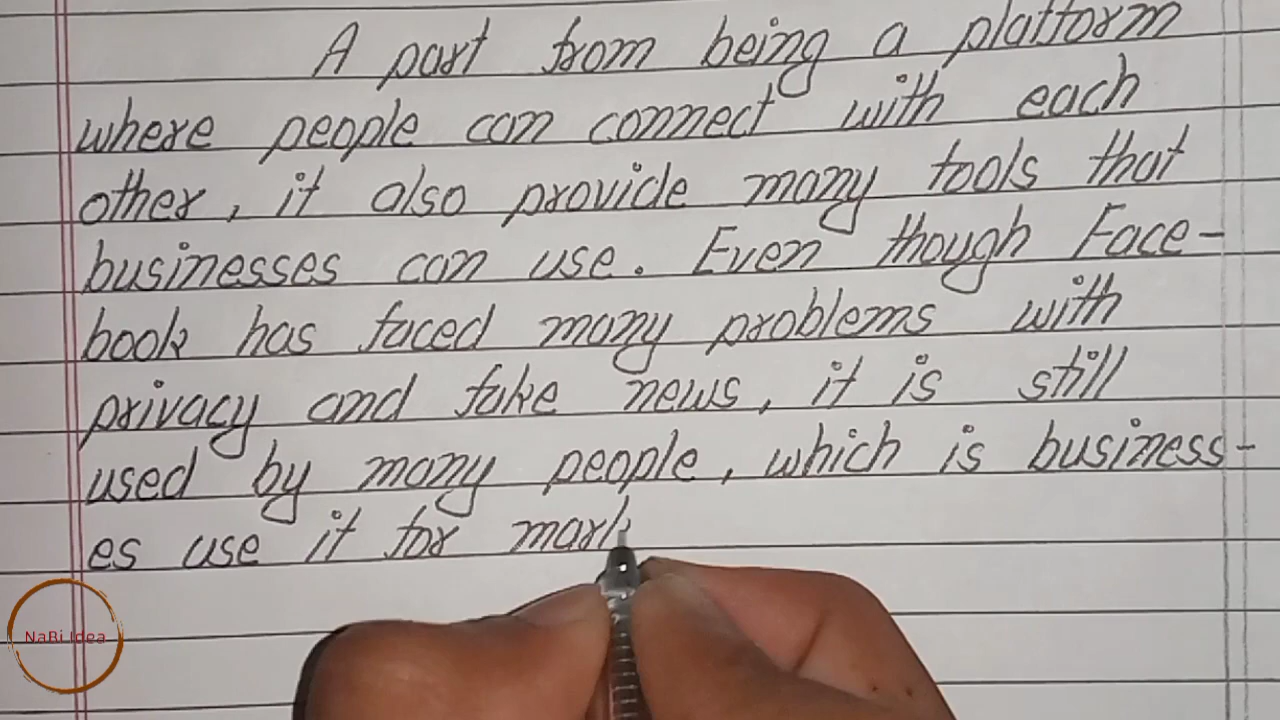 A part from being a platform
where people can connect with each
other, it also provide many tools that
businesses can use. Even though Face-
book has faced many problems with
privacy and fake news, it is still
used by many people, which is business-
es use it for mark
NaBi Idea